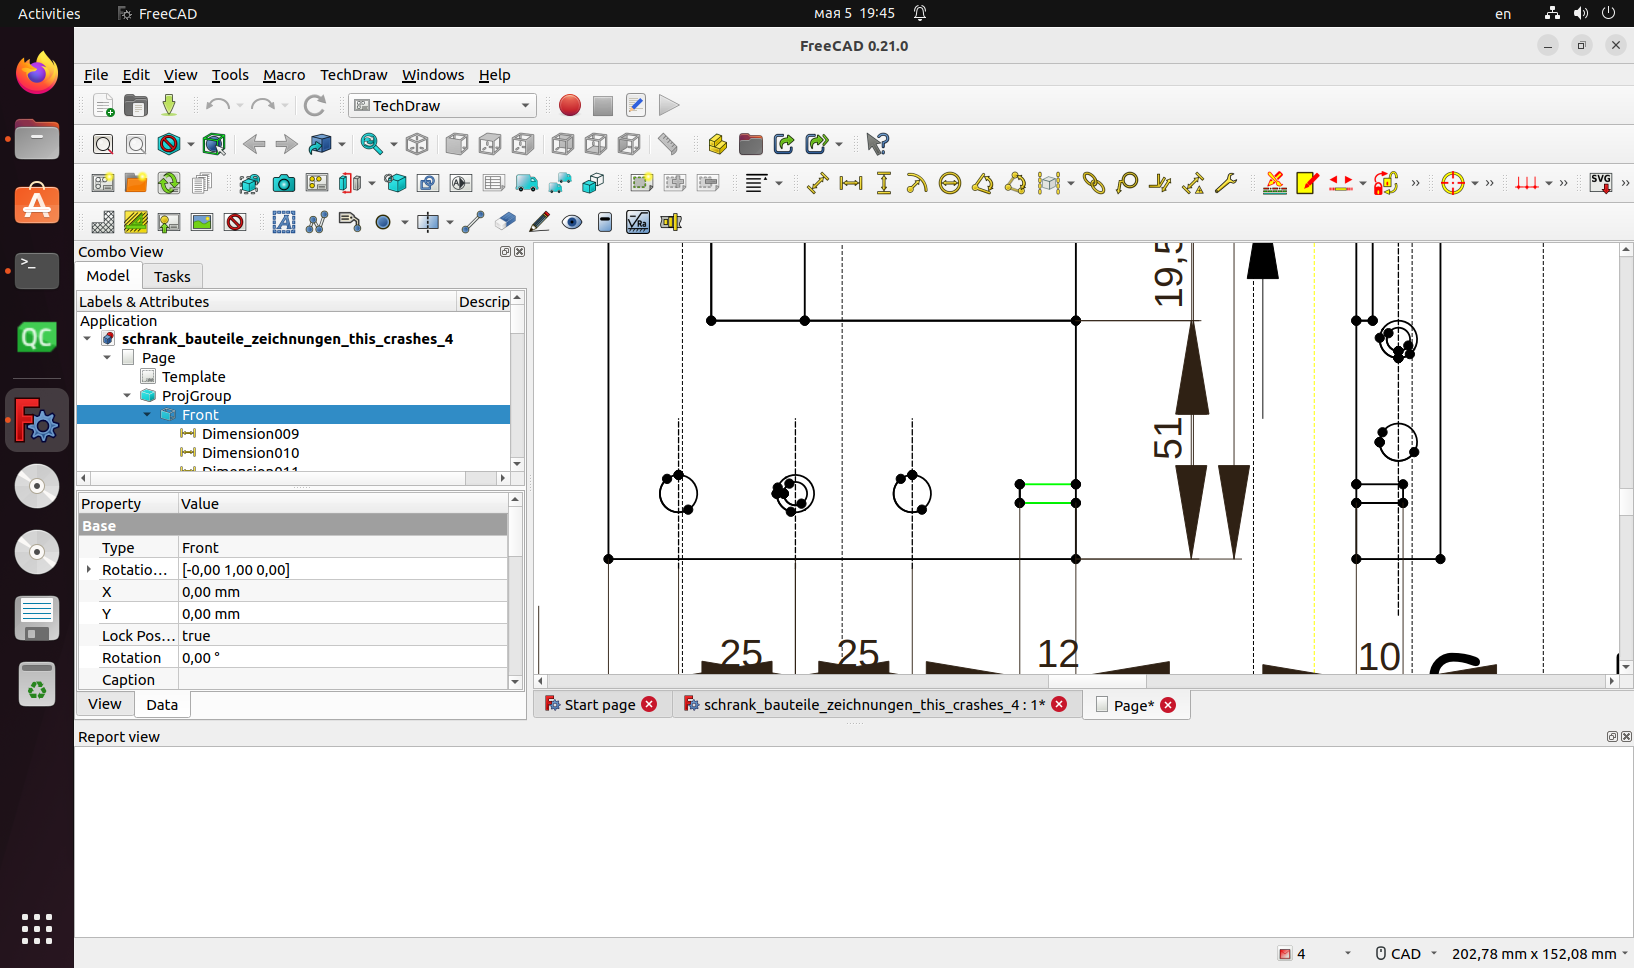 Activities FreeCAD мая 5 19:45 en
FreeCAD 0.21.0
File Edit View Tools Macro TechDraw Windows Help
TechDraw
SVG
Ra
Combo View
Model Tasks
Labels & Attributes Descrip
Application
schrank_bauteile_zeichnungen_this_crashes_4
Page
Template
ProjGroup
Front
Dimension009
Dimension010
Dimension011
Property Value
Base
Type Front
Rotatio... [-0,00 1,00 0,00]
X 0,00 mm
Y 0,00 mm
Lock Pos... true
Rotation 0,00 °
Caption
View Data
19,5
51
25 25 12 10
Start page schrank_bauteile_zeichnungen_this_crashes_4 : 1* Page*
Report view
4 CAD 202,78 mm x 152,08 mm
QC